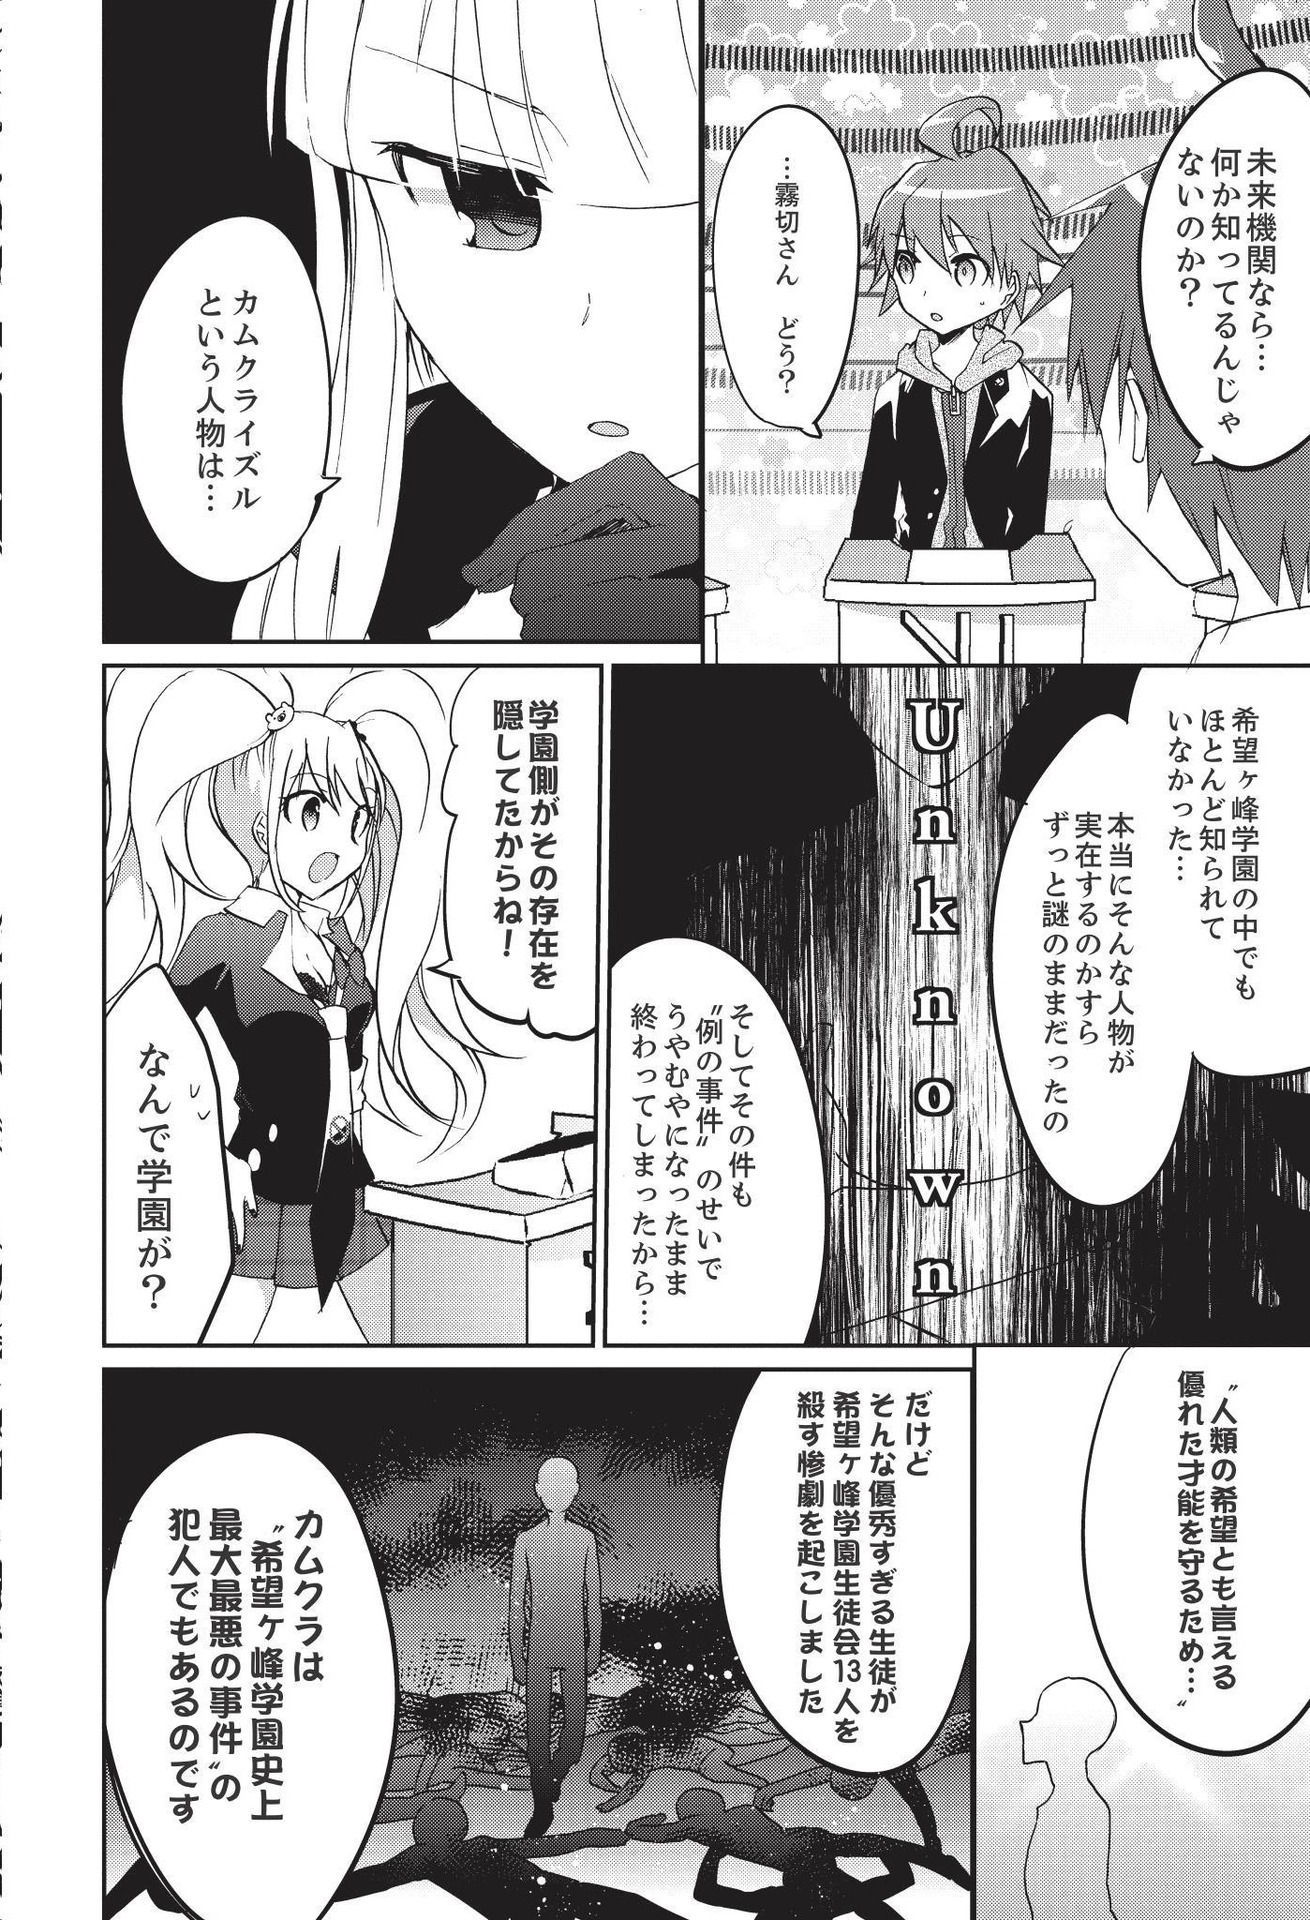 未来機関なら…
何か知ってるんじゃ
ないのか？
…霧切さん　どう？
カムクライズル
という人物は…
希望ヶ峰学園の中でも
ほとんど知られて
いなかった…
本当にそんな人物が
実在するのかすら
ずっと謎のままだったの
Unknown
そしてその件も
〝例の事件〟のせいで
うやむやになったまま
終わってしまったから…
学園側がその存在を
隠してたからね！
なんで学園が？
〝人類の希望とも言える
優れた才能を守るため…〟
だけど
そんな優秀すぎる生徒が
希望ヶ峰学園生徒会13人を
殺す惨劇を起こしました
カムクラは
〝希望ヶ峰学園史上
最大最悪の事件〟の
犯人でもあるのです